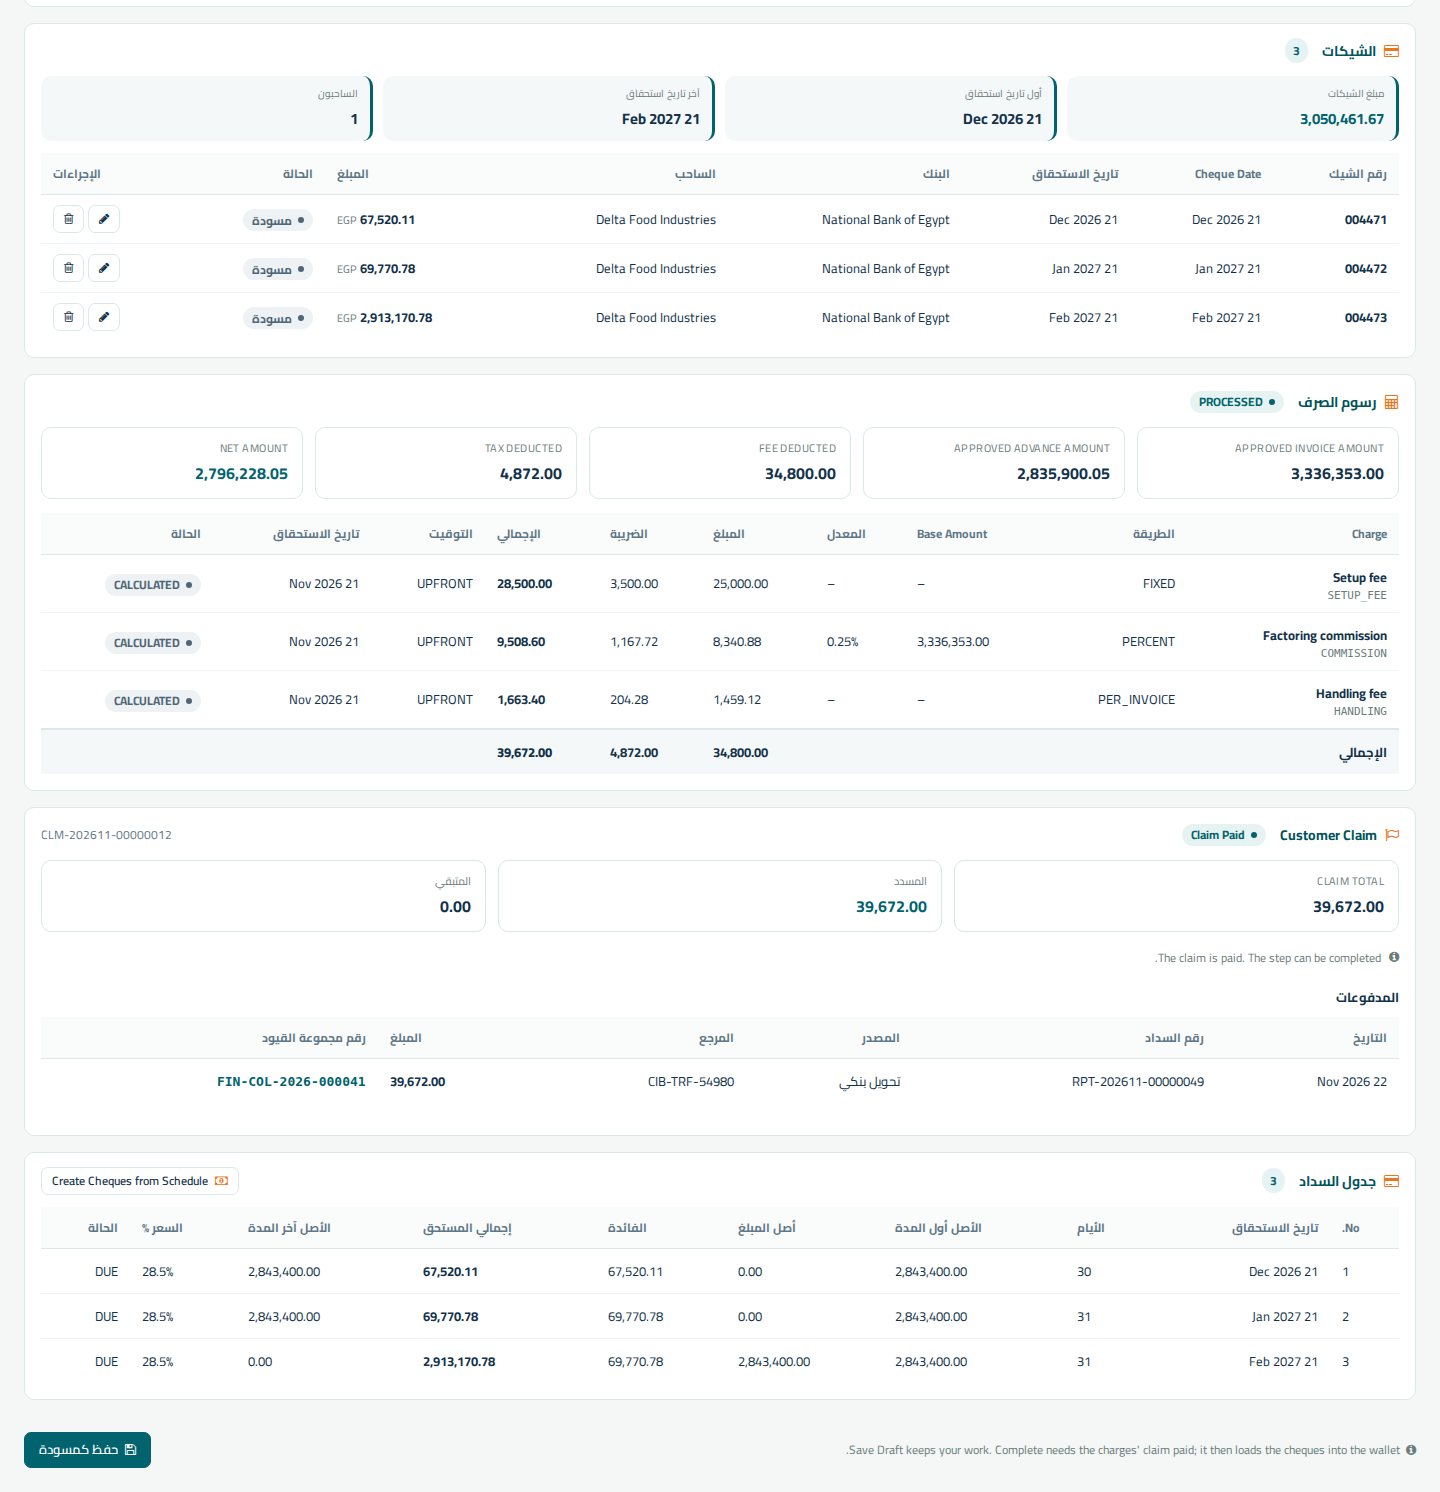 الشيكات 3
مبلغ الشيكات
3,050,461.67
أول تاريخ استحقاق
21 Dec 2026
آخر تاريخ استحقاق
21 Feb 2027
الساحبون
1
رقم الشيك Cheque Date تاريخ الاستحقاق البنك الساحب المبلغ الحالة الإجراءات
004471 21 Dec 2026 21 Dec 2026 National Bank of Egypt Delta Food Industries EGP 67,520.11 مسودة
004472 21 Jan 2027 21 Jan 2027 National Bank of Egypt Delta Food Industries EGP 69,770.78 مسودة
004473 21 Feb 2027 21 Feb 2027 National Bank of Egypt Delta Food Industries EGP 2,913,170.78 مسودة
رسوم الصرف PROCESSED
APPROVED INVOICE AMOUNT
3,336,353.00
APPROVED ADVANCE AMOUNT
2,835,900.05
FEE DEDUCTED
34,800.00
TAX DEDUCTED
4,872.00
NET AMOUNT
2,796,228.05
Charge الطريقة Base Amount المعدل المبلغ الضريبة الإجمالي التوقيت تاريخ الاستحقاق الحالة
Setup fee FIXED – – 25,000.00 3,500.00 28,500.00 UPFRONT 21 Nov 2026 CALCULATED
SETUP_FEE
Factoring commission PERCENT 3,336,353.00 0.25% 8,340.88 1,167.72 9,508.60 UPFRONT 21 Nov 2026 CALCULATED
COMMISSION
Handling fee PER_INVOICE – – 1,459.12 204.28 1,663.40 UPFRONT 21 Nov 2026 CALCULATED
HANDLING
الإجمالي 34,800.00 4,872.00 39,672.00
Customer Claim Claim Paid CLM-202611-00000012
CLAIM TOTAL
39,672.00
المسدد
39,672.00
المتبقي
0.00
The claim is paid. The step can be completed.
المدفوعات
التاريخ رقم السداد المصدر المرجع المبلغ رقم مجموعة القيود
22 Nov 2026 RPT-202611-00000049 تحويل بنكي CIB-TRF-54980 39,672.00 FIN-COL-2026-000041
جدول السداد 3 Create Cheques from Schedule
No. تاريخ الاستحقاق الأيام الأصل أول المدة أصل المبلغ الفائدة إجمالي المستحق الأصل آخر المدة السعر % الحالة
1 21 Dec 2026 30 2,843,400.00 0.00 67,520.11 67,520.11 2,843,400.00 28.5% DUE
2 21 Jan 2027 31 2,843,400.00 0.00 69,770.78 69,770.78 2,843,400.00 28.5% DUE
3 21 Feb 2027 31 2,843,400.00 2,843,400.00 69,770.78 2,913,170.78 0.00 28.5% DUE
Save Draft keeps your work. Complete needs the charges' claim paid; it then loads the cheques into the wallet.
حفظ كمسودة